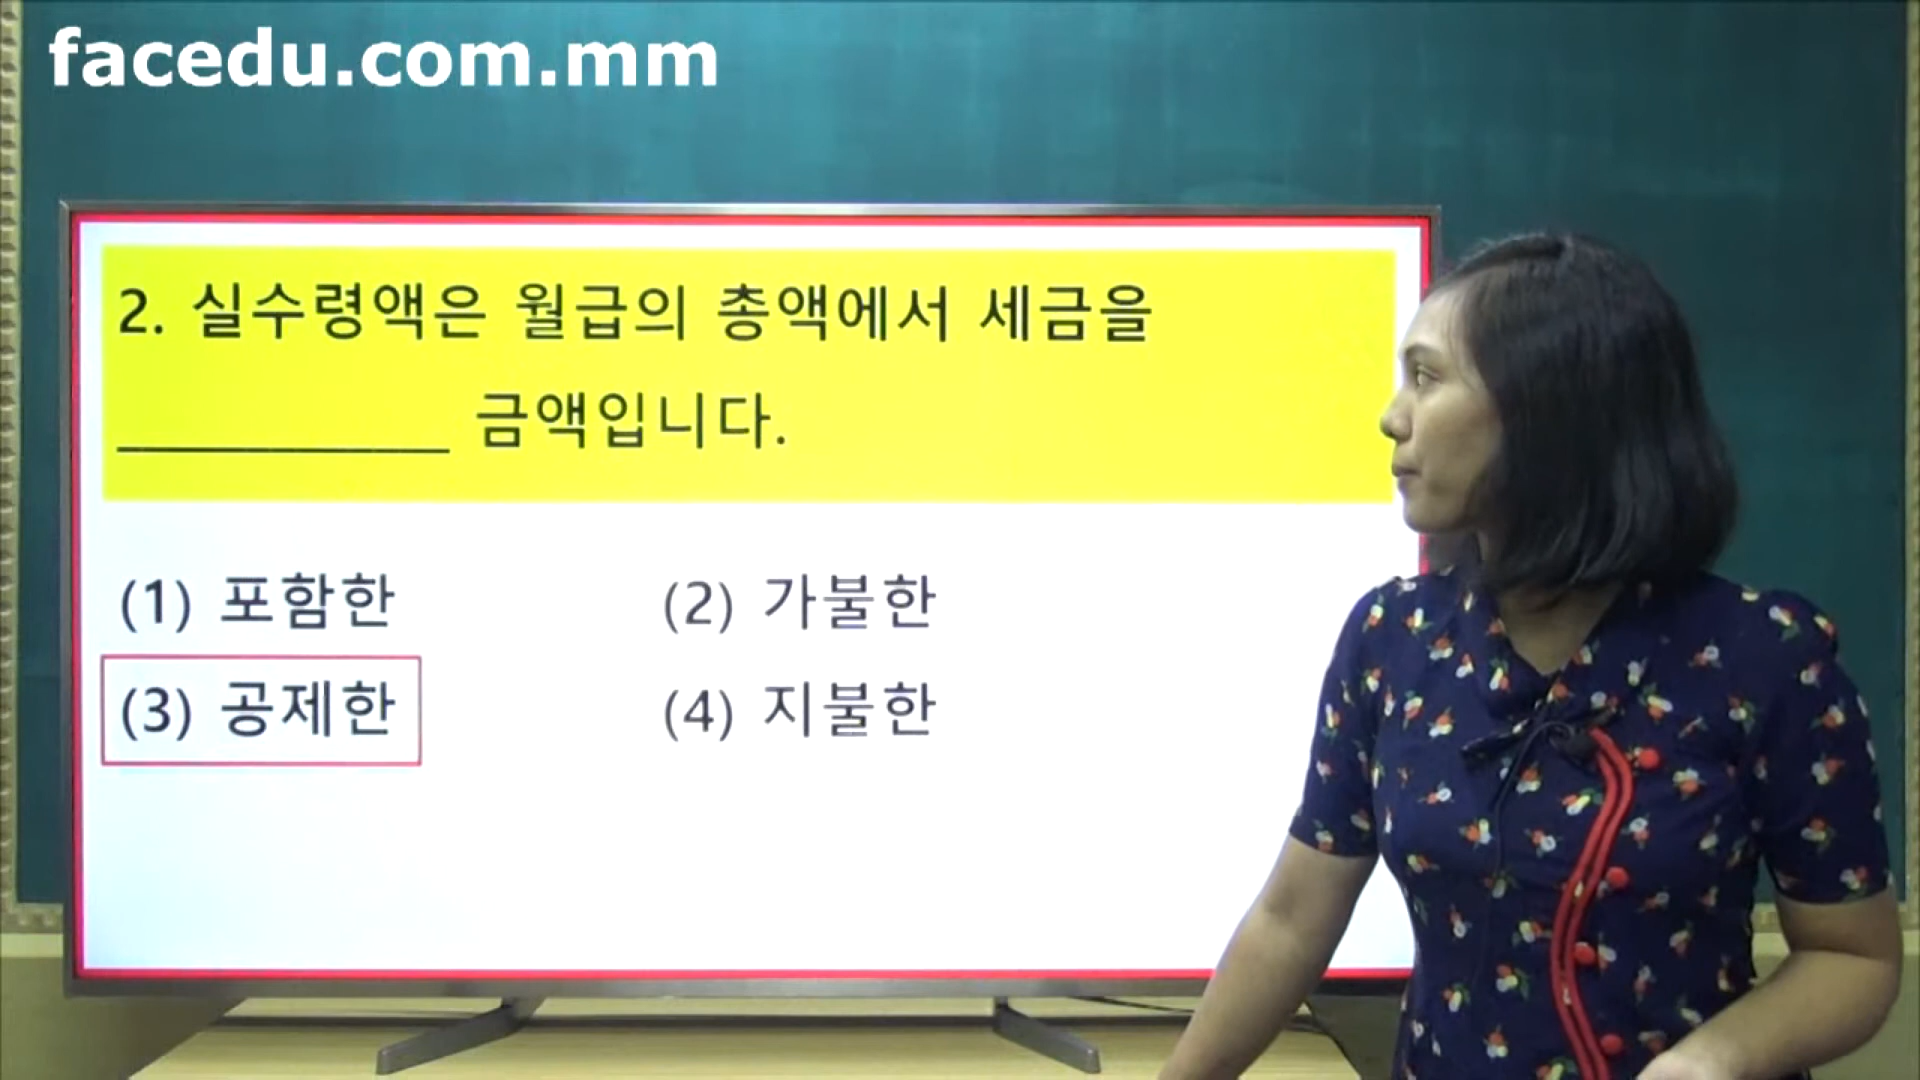 facedu.com.mm
2. 실수령액은 월급의 총액에서 세금을
____________ 금액입니다.
(1) 포함한
(2) 가불한
(3) 공제한
(4) 지불한